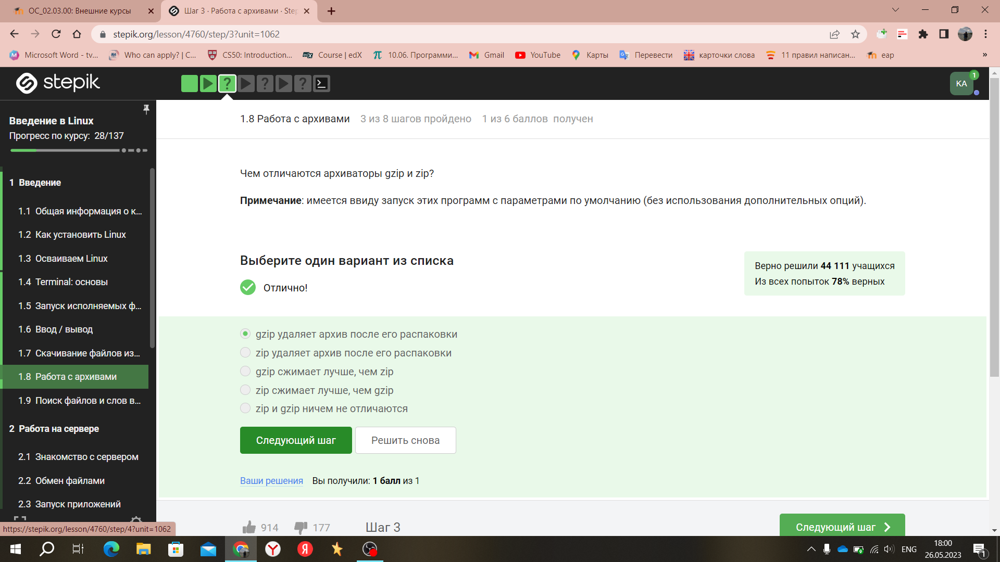 ОС_02.03.00: Внешние курсы
Шаг 3 · Работа с архивами · Step
stepik.org/lesson/4760/step/3?unit=1062
Microsoft Word - tv...
Who can apply? | C...
CS50: Introduction...
edX
Course | edX
10.06. Программи...
Gmail
YouTube
Карты
Перевести
карточки слова
11 правил написан...
eap
»
stepik
KA
1
Введение в Linux
Прогресс по курсу: 28/137
1 Введение
1.1 Общая информация о к...
1.2 Как установить Linux
1.3 Осваиваем Linux
1.4 Terminal: основы
1.5 Запуск исполняемых ф...
1.6 Ввод / вывод
1.7 Скачивание файлов из...
1.8 Работа с архивами
1.9 Поиск файлов и слов в...
2 Работа на сервере
2.1 Знакомство с сервером
2.2 Обмен файлами
2.3 Запуск приложений
https://stepik.org/lesson/4760/step/4?unit=1062
1.8 Работа с архивами 3 из 8 шагов пройдено 1 из 6 баллов получен
Чем отличаются архиваторы gzip и zip?
Примечание: имеется ввиду запуск этих программ с параметрами по умолчанию (без использования дополнительных опций).
Выберите один вариант из списка
Отлично!
Верно решили 44 111 учащихся
Из всех попыток 78% верных
gzip удаляет архив после его распаковки
zip удаляет архив после его распаковки
gzip сжимает лучше, чем zip
zip сжимает лучше, чем gzip
zip и gzip ничем не отличаются
Следующий шаг
Решить снова
Ваши решения Вы получили: 1 балл из 1
914
177
Шаг 3
Следующий шаг
ENG
18:00
26.05.2023
1